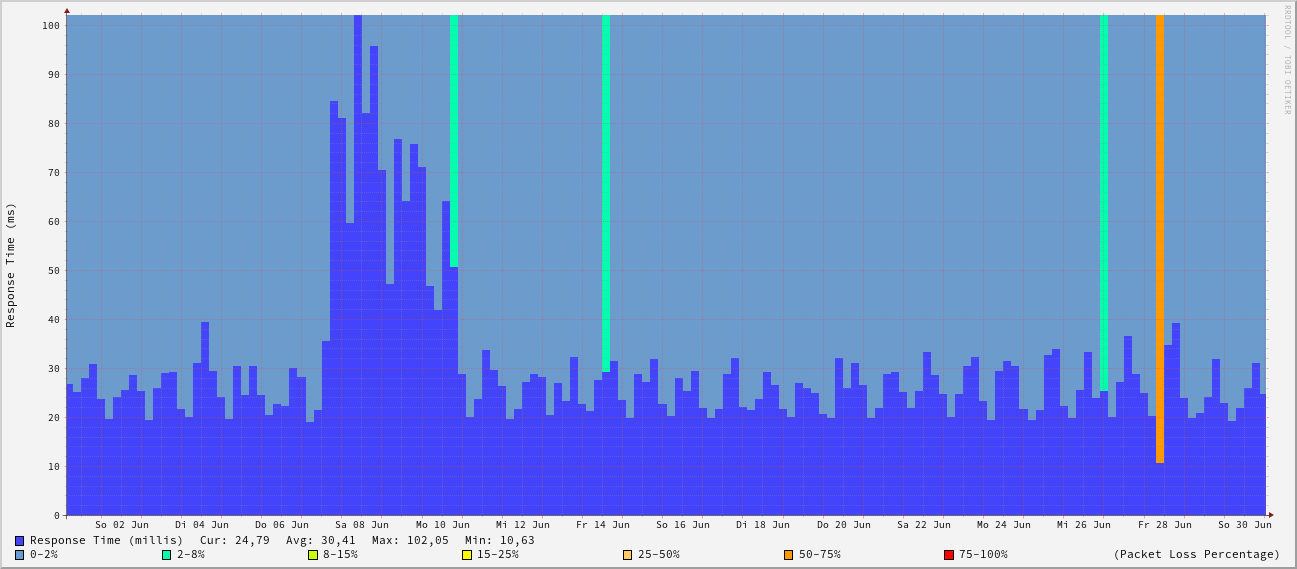 RRDTOOL / TOBI OETIKER
Response Time (ms)
100
90
80
70
60
50
40
30
20
10
0
So 02 Jun Di 04 Jun Do 06 Jun Sa 08 Jun Mo 10 Jun Mi 12 Jun Fr 14 Jun So 16 Jun Di 18 Jun Do 20 Jun Sa 22 Jun Mo 24 Jun Mi 26 Jun Fr 28 Jun So 30 Jun
Response Time (millis) Cur: 24,79 Avg: 30,41 Max: 102,05 Min: 10,63
0-2% 2-8% 8-15% 15-25% 25-50% 50-75% 75-100% (Packet Loss Percentage)